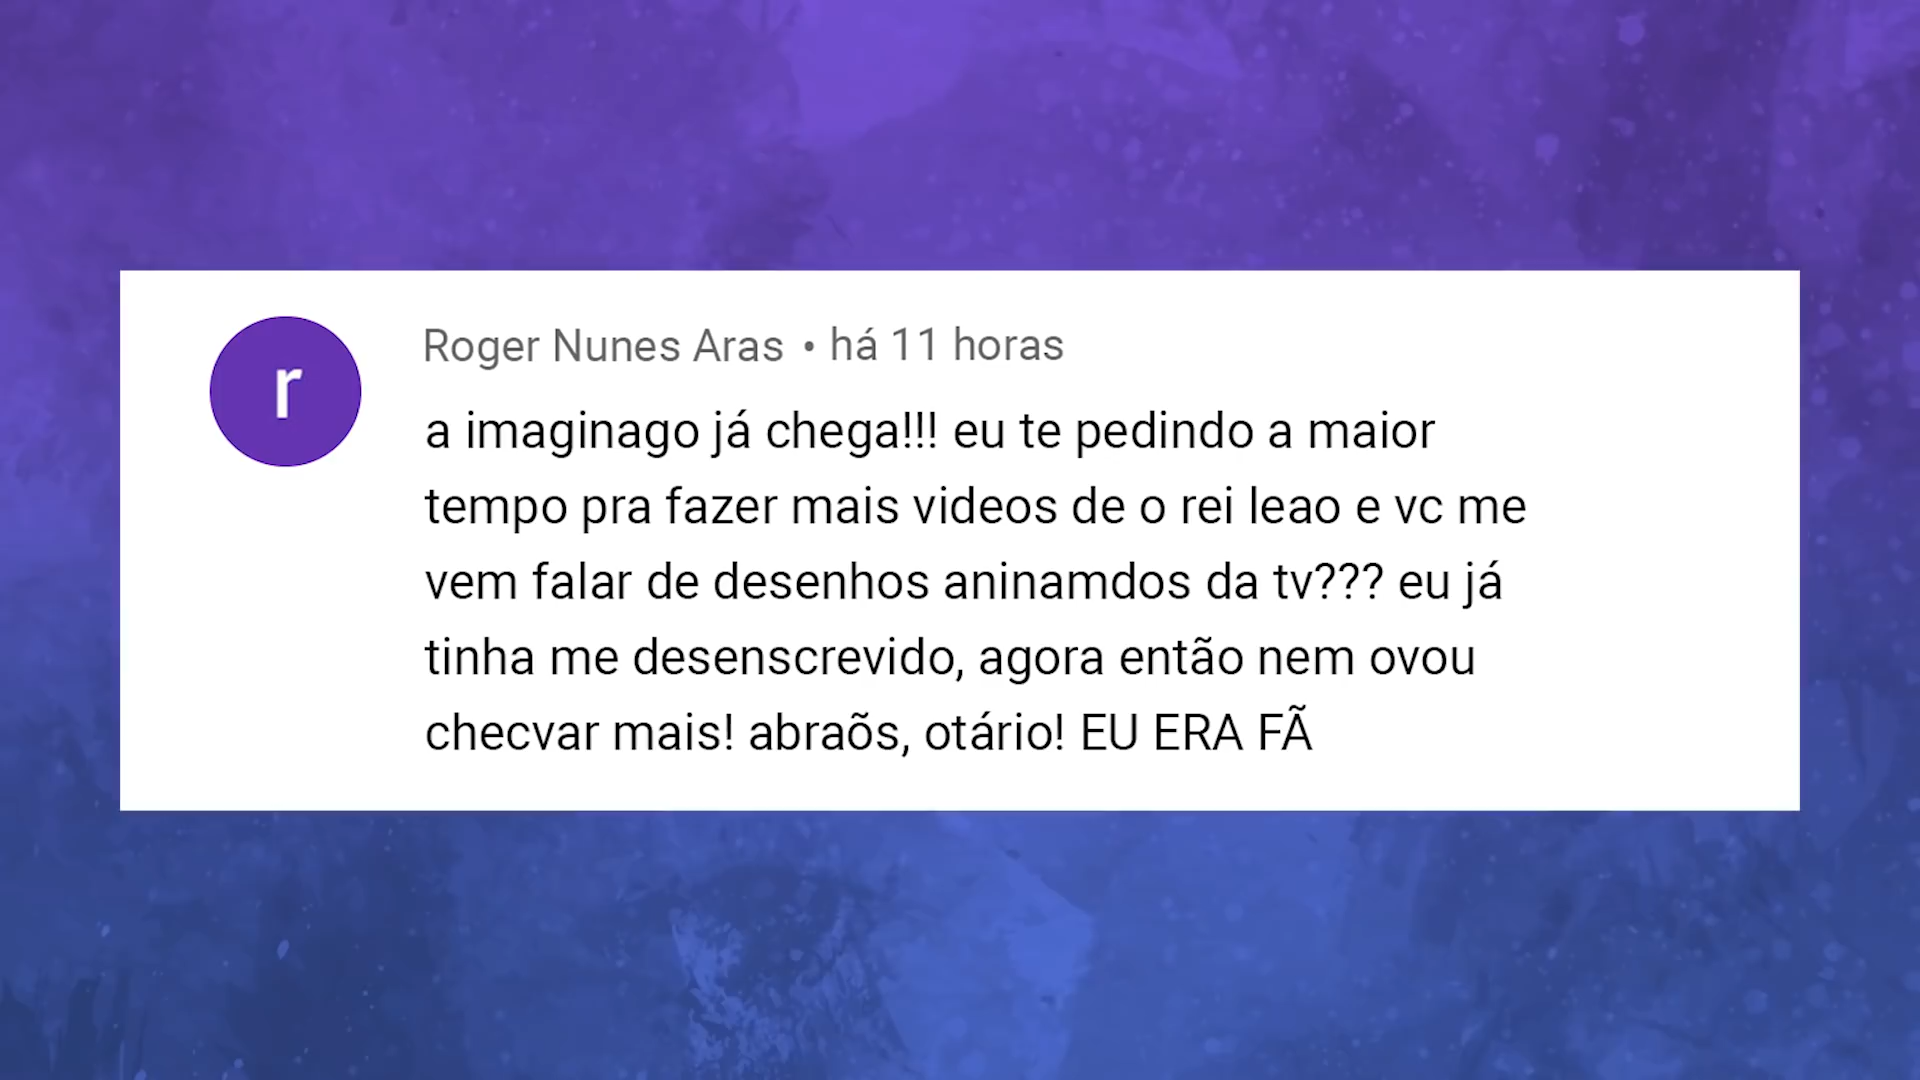 r
Roger Nunes Aras • há 11 horas
a imaginago já chega!!! eu te pedindo a maior
tempo pra fazer mais videos de o rei leao e vc me
vem falar de desenhos aninamdos da tv??? eu já
tinha me desenscrevido, agora então nem ovou
checvar mais! abraõs, otário! EU ERA FÃ